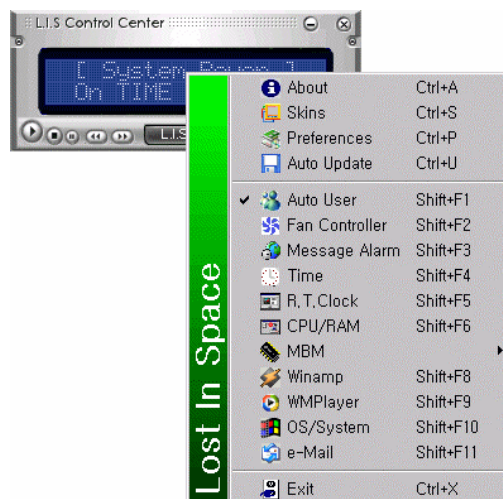 L.I.S Control Center
[ System Power ]
On TIME
L.I.S
Lost In Space
About Ctrl+A
Skins Ctrl+S
Preferences Ctrl+P
Auto Update Ctrl+U
Auto User Shift+F1
Fan Controller Shift+F2
Message Alarm Shift+F3
Time Shift+F4
R.T.Clock Shift+F5
CPU/RAM Shift+F6
MBM
Winamp Shift+F8
WMPlayer Shift+F9
OS/System Shift+F10
e-Mail Shift+F11
Exit Ctrl+X